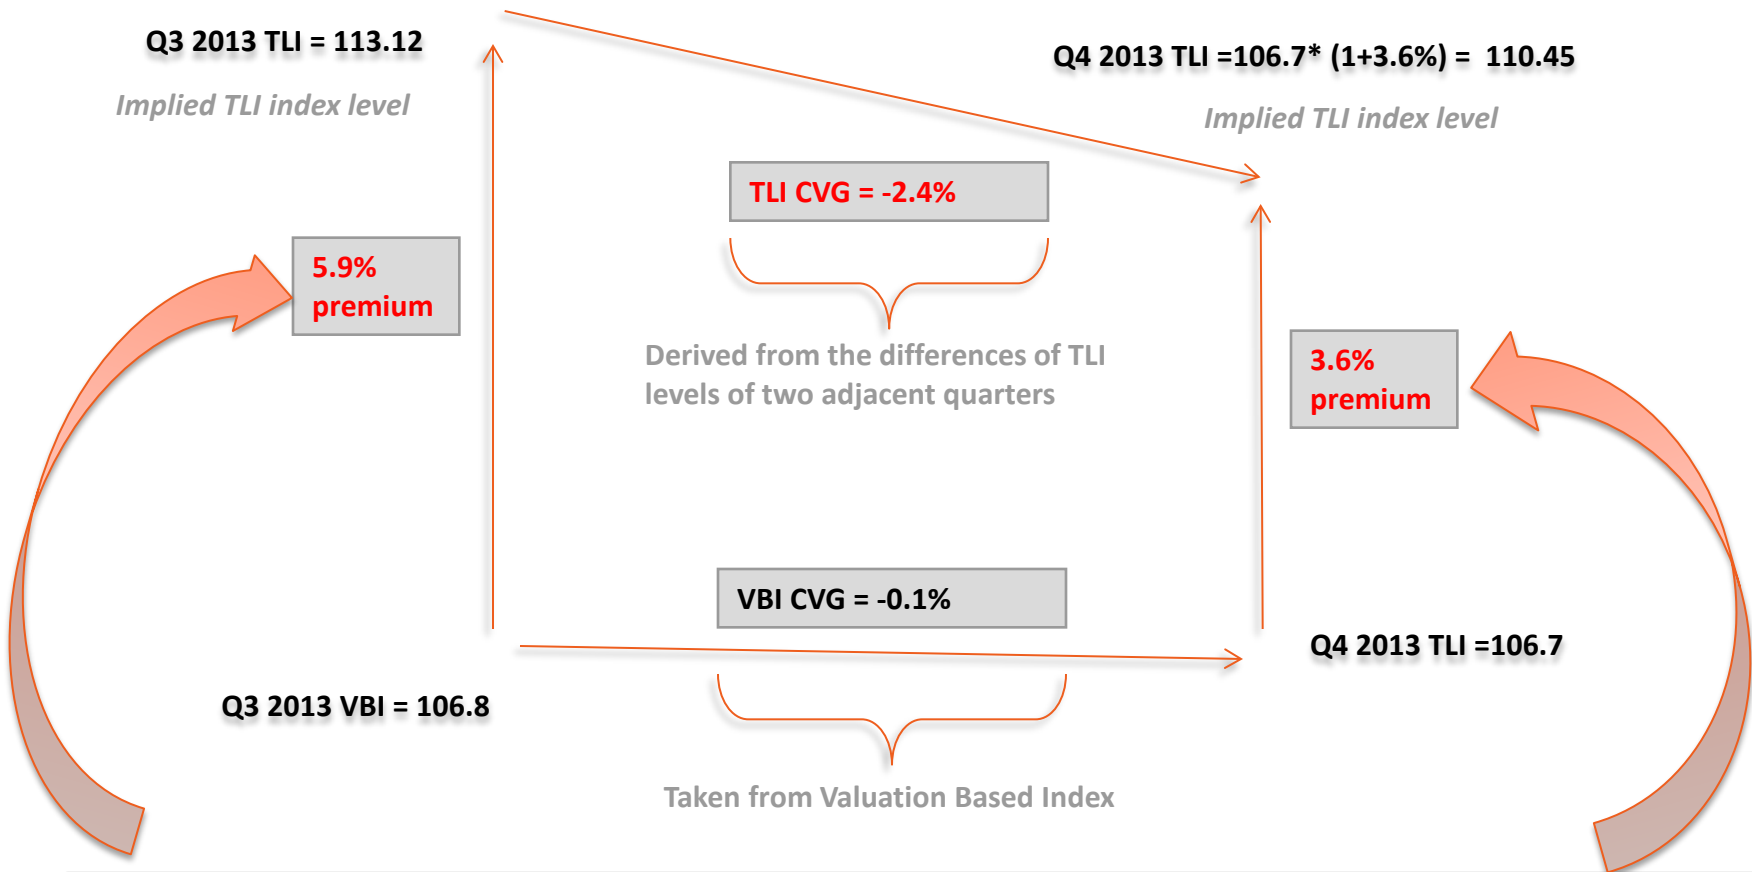 Q3 2013 TLI = 113.12
Implied TLI index level
Q4 2013 TLI =106.7* (1+3.6%) = 110.45
Implied TLI index level
TLI CVG = -2.4%
5.9%
premium
Derived from the differences of TLI
levels of two adjacent quarters
3.6%
premium
VBI CVG = -0.1%
Q4 2013 TLI =106.7
Q3 2013 VBI = 106.8
Taken from Valuation Based Index